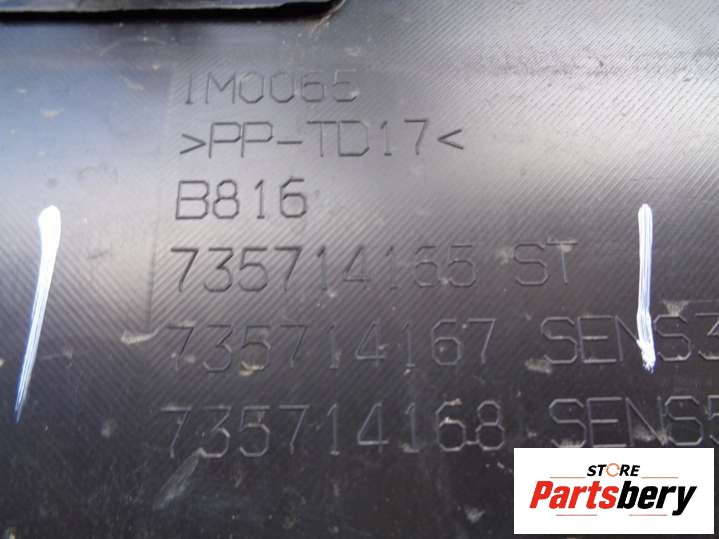 1M0065
>PP-TD17<
B816
735714165 ST
735714167 SENS3
735714168 SENS5
STORE
Partsbery